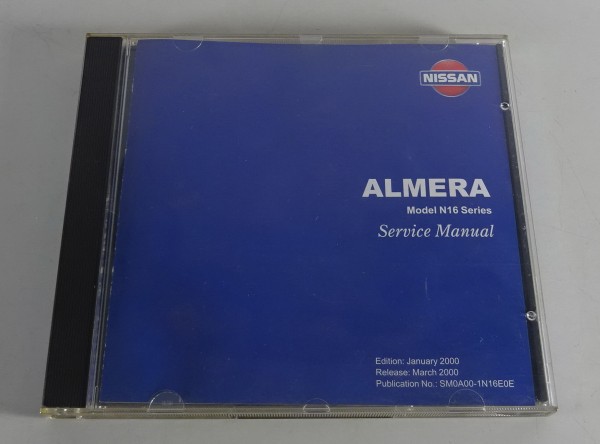 NISSAN
ALMERA
Model N16 Series
Service Manual
Edition: January 2000
Release: March 2000
Publication No.: SM0A00-1N16E0E